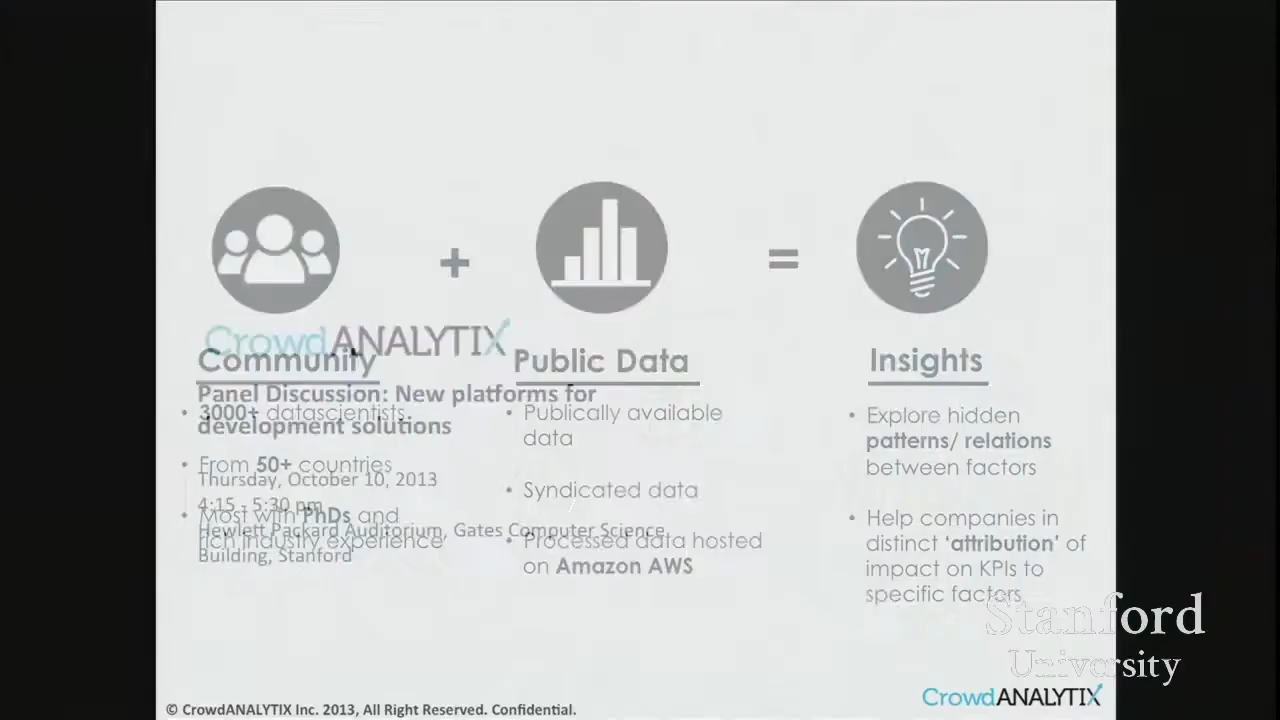 +
=
CrowdANALYTIX
Community
Public Data
Insights
Panel Discussion: New platforms for
development solutions
• 3000+ datascientists
• From 50+ countries
• Most with PhDs and
rich industry experience
Thursday, October 10, 2013
4:15 - 5:30 pm
Hewlett Packard Auditorium, Gates Computer Science
Building, Stanford
• Publically available
data
• Syndicated data
• Processed data hosted
on Amazon AWS
• Explore hidden
patterns/ relations
between factors
• Help companies in
distinct ‘attribution’ of
impact on KPIs to
specific factors
Stanford
University
CrowdANALYTIX
© CrowdANALYTIX Inc. 2013, All Right Reserved. Confidential.